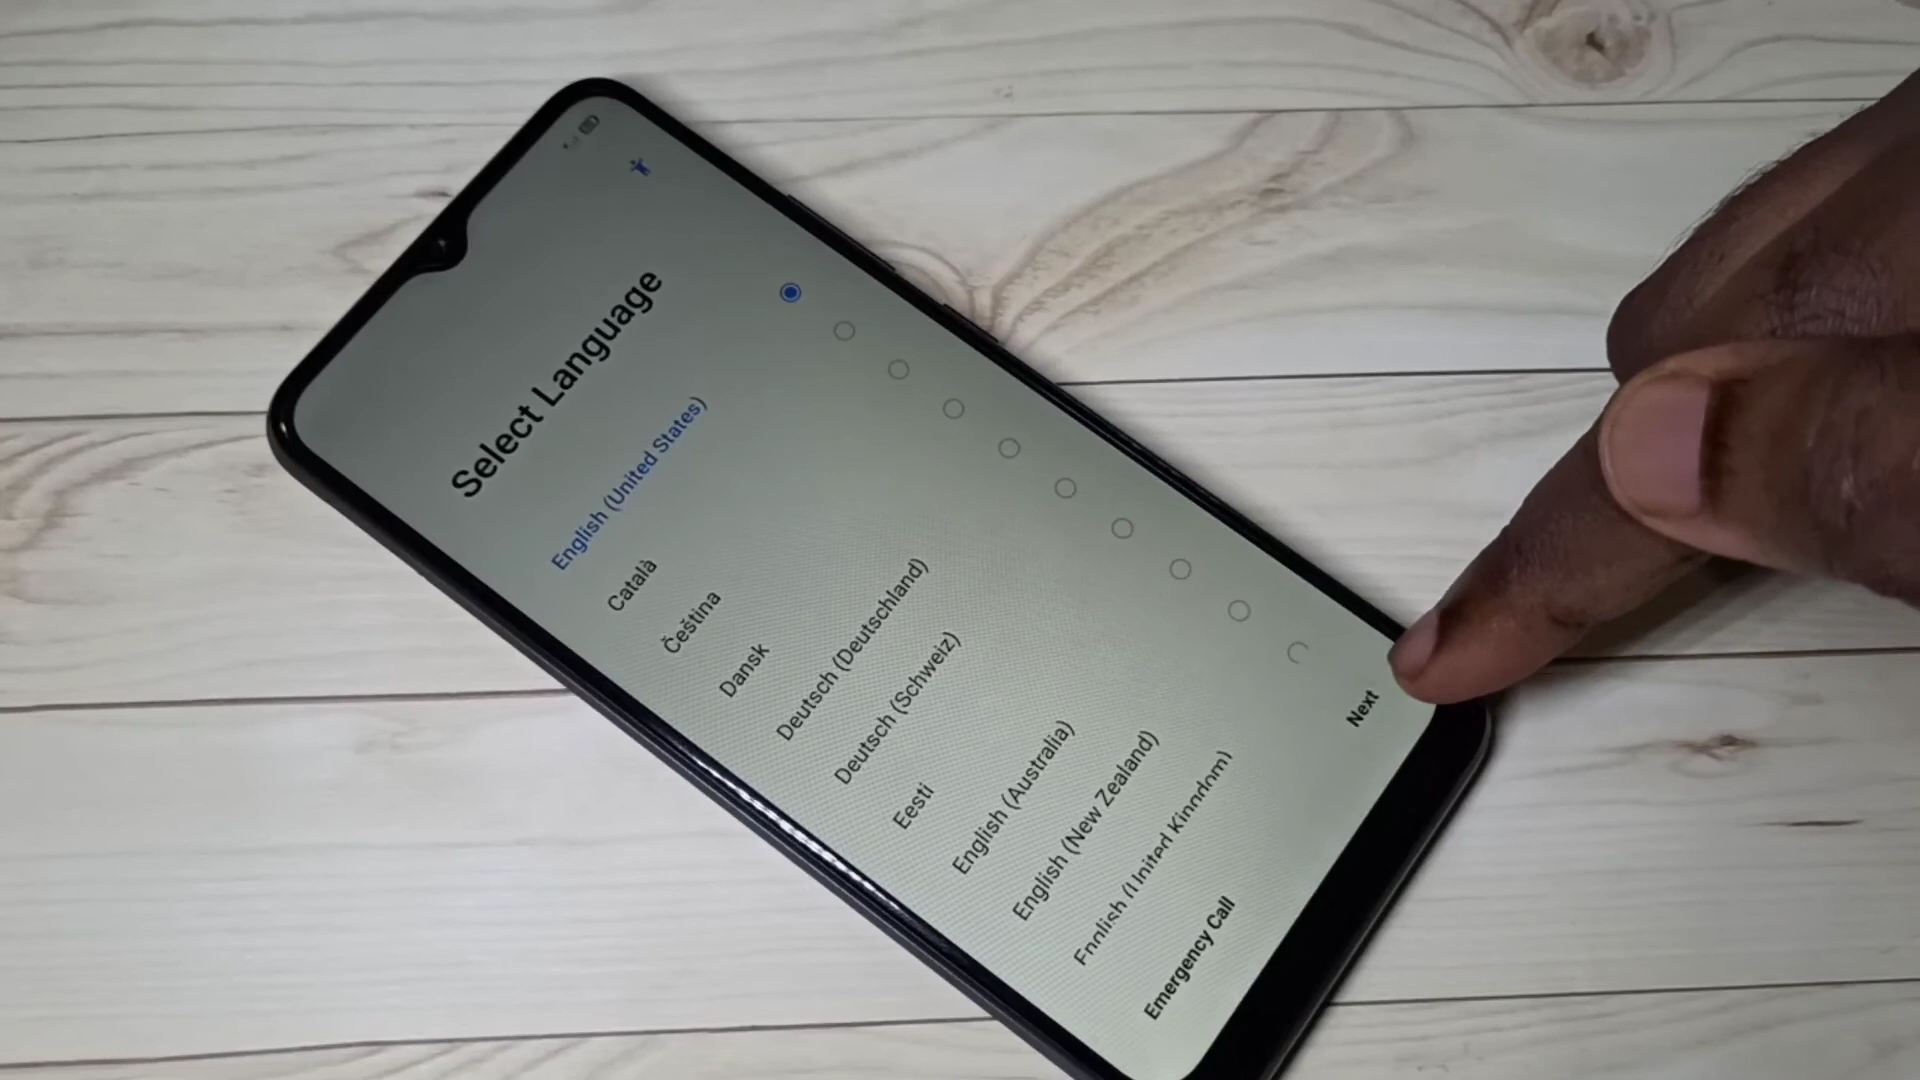 Select Language
English (United States)
Català
Čeština
Dansk
Deutsch (Deutschland)
Deutsch (Schweiz)
Eesti
English (Australia)
English (New Zealand)
English (United Kingdom)
Emergency Call
Next